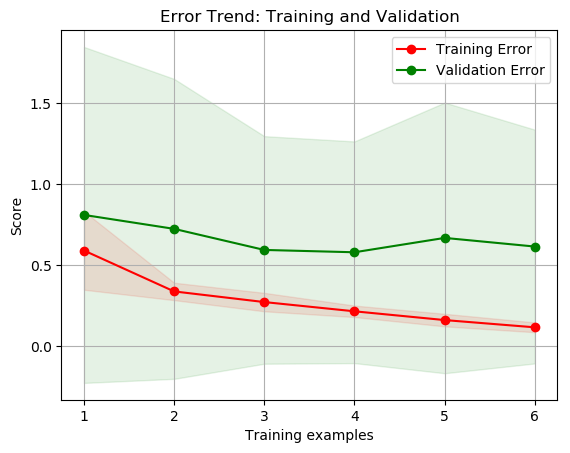 Error Trend: Training and Validation
Training Error
Validation Error
Score
1.5
1.0
0.5
0.0
1 2 3 4 5 6
Training examples